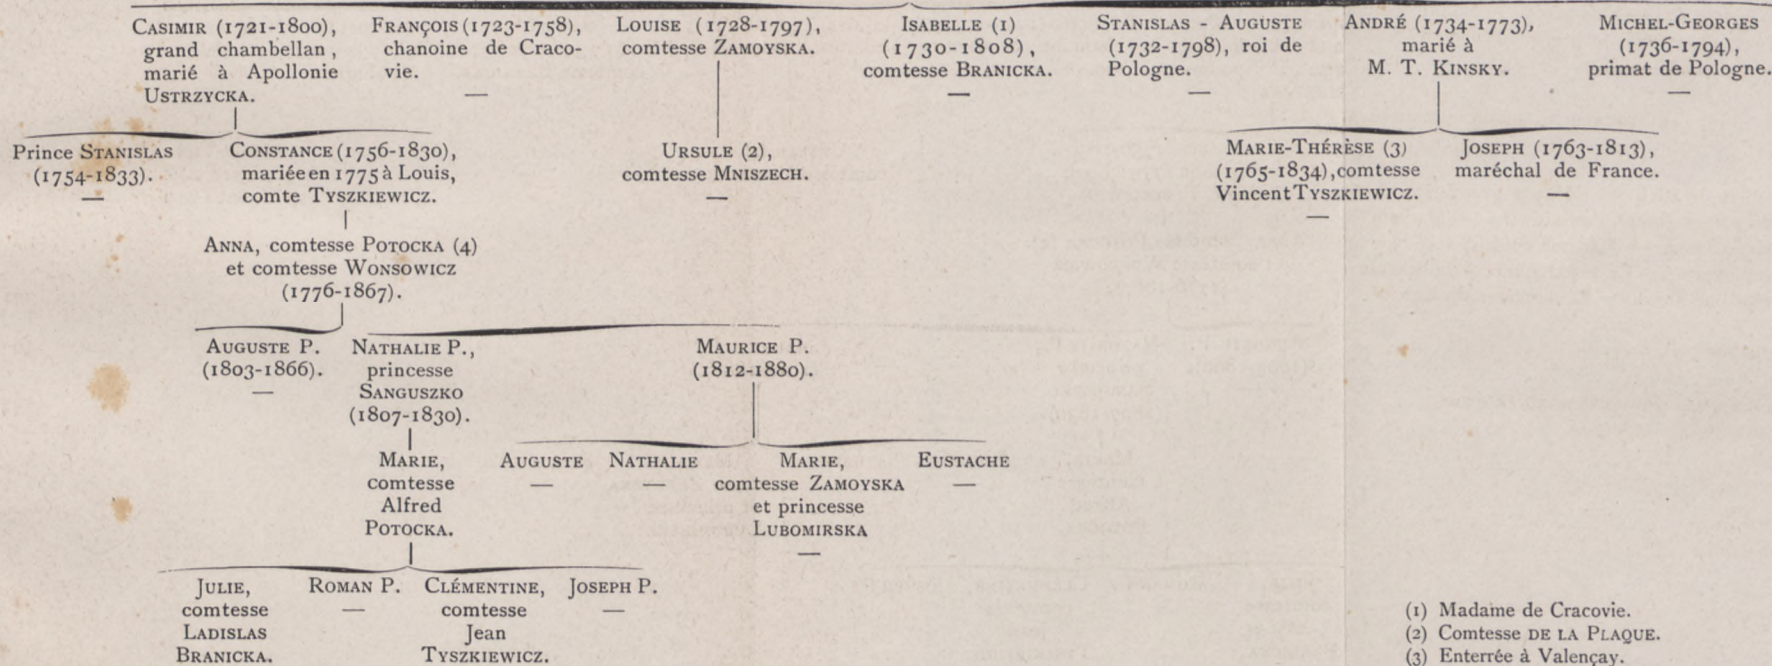 CASIMIR (1721-1800),
grand chambellan,
marié à Apollonie
USTRZYCKA.
FRANÇOIS (1723-1758),
chanoine de Craco-
vie.
—
LOUISE (1728-1797),
comtesse ZAMOYSKA.
ISABELLE (1)
(1730-1808),
comtesse BRANICKA.
—
STANISLAS - AUGUSTE
(1732-1798), roi de
Pologne.
—
ANDRÉ (1734-1773),
marié à
M. T. KINSKY.
MICHEL-GEORGES
(1736-1794),
primat de Pologne.
—
Prince STANISLAS
(1754-1833).
—
CONSTANCE (1756-1830),
mariée en 1775 à Louis,
comte TYSZKIEWICZ.
URSULE (2),
comtesse MNISZECH.
—
MARIE-THÉRÈSE (3)
(1765-1834), comtesse
Vincent TYSZKIEWICZ.
—
JOSEPH (1763-1813),
maréchal de France.
—
ANNA, comtesse POTOCKA (4)
et comtesse WONSOWICZ
(1776-1867).
AUGUSTE P.
(1803-1866).
—
NATHALIE P.,
princesse
SANGUSZKO
(1807-1830).
MAURICE P.
(1812-1880).
MARIE,
comtesse
Alfred
POTOCKA.
AUGUSTE
—
NATHALIE
—
MARIE,
comtesse ZAMOYSKA
et princesse
LUBOMIRSKA
—
EUSTACHE
—
JULIE,
comtesse
LADISLAS
BRANICKA.
ROMAN P.
—
CLÉMENTINE,
comtesse
Jean
TYSZKIEWICZ.
JOSEPH P.
—
(1) Madame de Cracovie.
(2) Comtesse DE LA PLAQUE.
(3) Enterrée à Valençay.